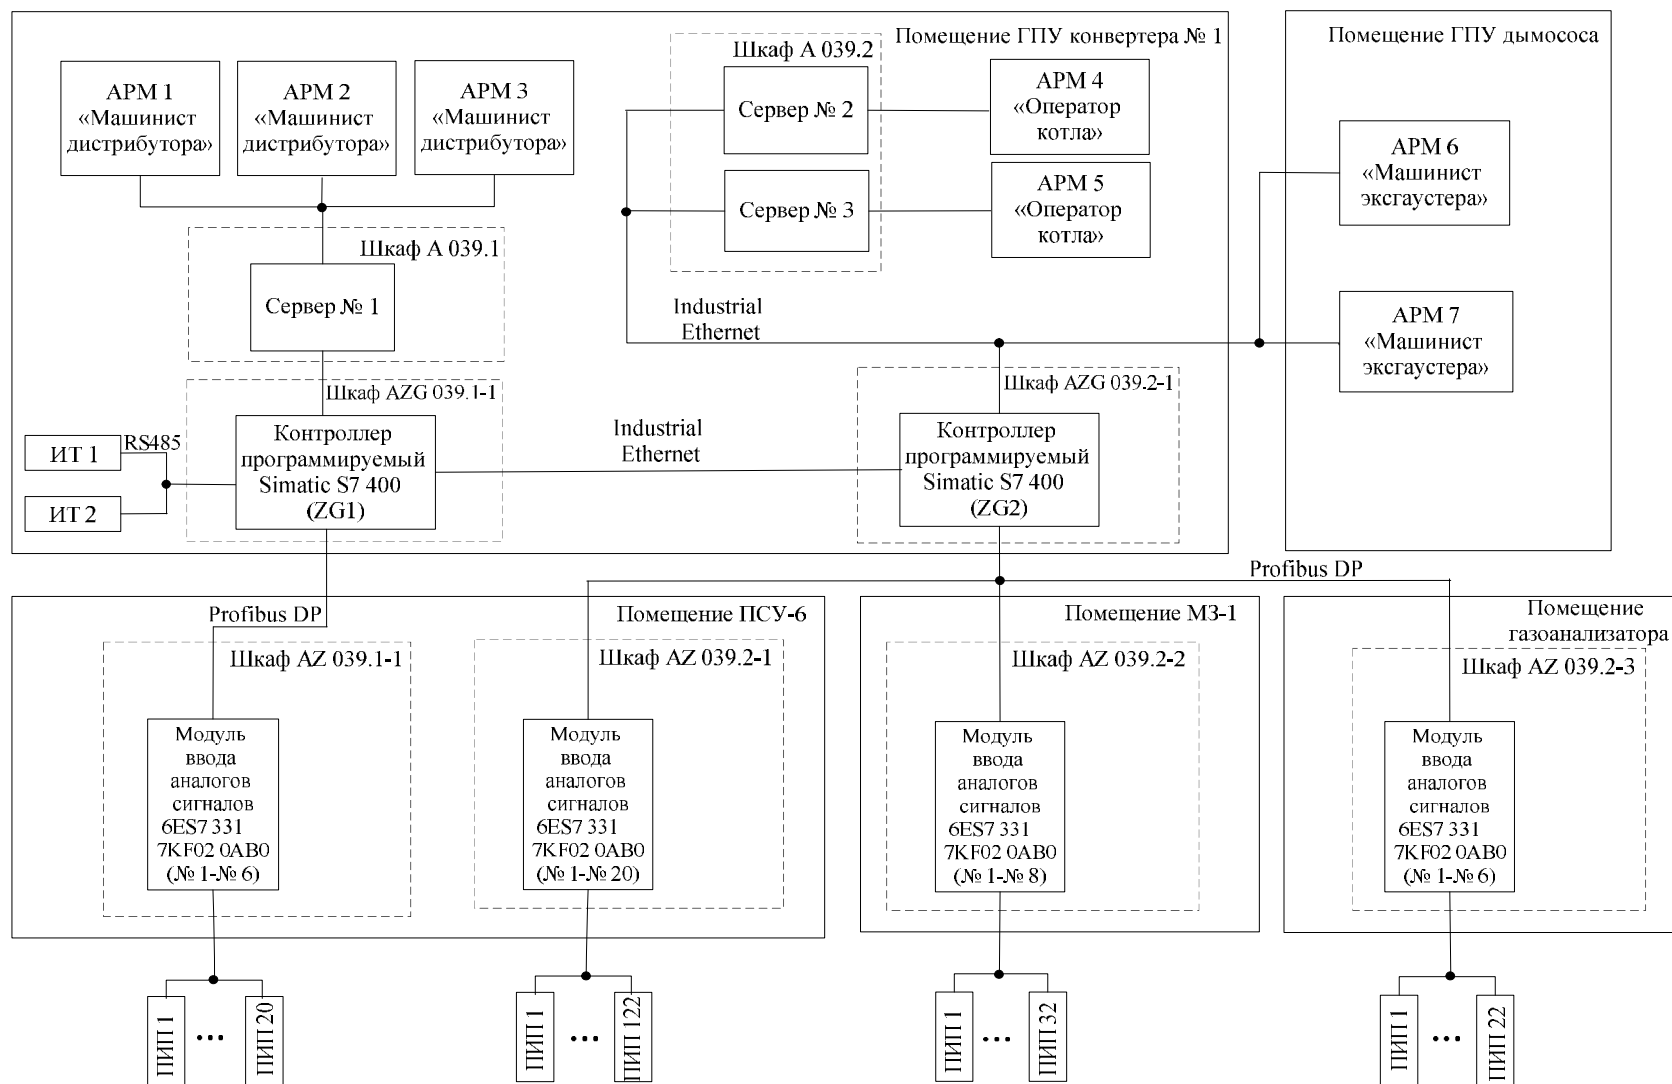 Помещение ГПУ конвертера № 1
Помещение ГПУ дымососа
АРМ 1
«Машинист
дистрибутора»
АРМ 2
«Машинист
дистрибутора»
АРМ 3
«Машинист
дистрибутора»
Шкаф А 039.2
Сервер № 2
АРМ 4
«Оператор
котла»
Сервер № 3
АРМ 5
«Оператор
котла»
АРМ 6
«Машинист
эксгаустера»
Шкаф А 039.1
Сервер № 1
Industrial
Ethernet
АРМ 7
«Машинист
эксгаустера»
Шкаф AZG 039.1-1
Шкаф AZG 039.2-1
ИТ 1
RS485
ИТ 2
Контроллер
программируемый
Simatic S7 400
(ZG1)
Industrial
Ethernet
Контроллер
программируемый
Simatic S7 400
(ZG2)
Profibus DP
Profibus DP
Помещение ПСУ-6
Помещение МЗ-1
Помещение
газоанализатора
Шкаф AZ 039.1-1
Шкаф AZ 039.2-1
Шкаф AZ 039.2-2
Шкаф AZ 039.2-3
Модуль
ввода
аналогов
сигналов
6ES7 331
7KF02 0AB0
(№ 1-№ 6)
Модуль
ввода
аналогов
сигналов
6ES7 331
7KF02 0AB0
(№ 1-№ 20)
Модуль
ввода
аналогов
сигналов
6ES7 331
7KF02 0AB0
(№ 1-№ 8)
Модуль
ввода
аналогов
сигналов
6ES7 331
7KF02 0AB0
(№ 1-№ 6)
ПИП 1
...
ПИП 20
ПИП 1
...
ПИП 122
ПИП 1
...
ПИП 32
ПИП 1
...
ПИП 22